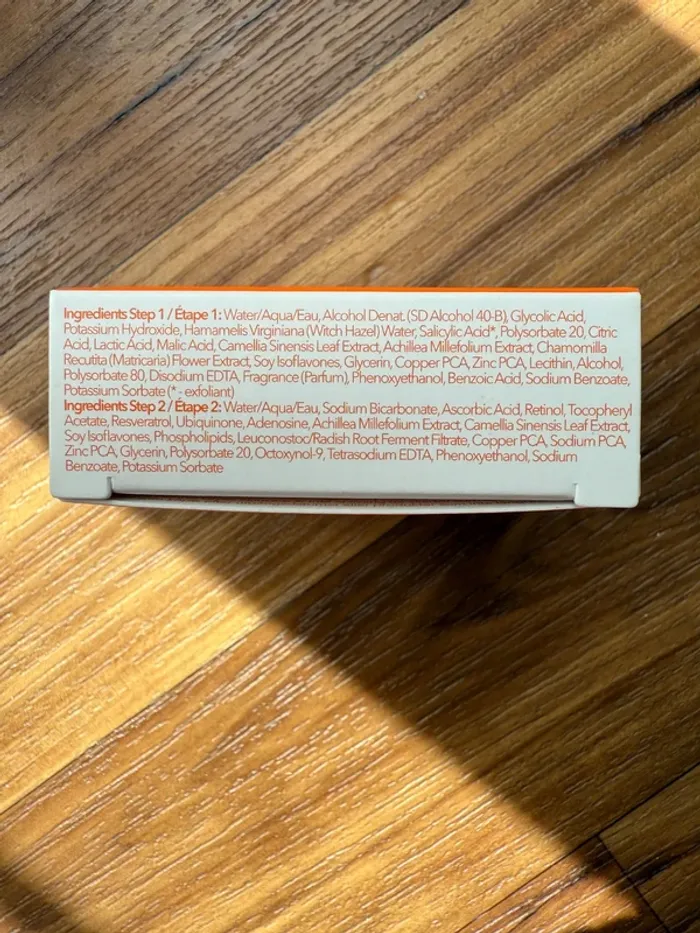 Ingredients Step 1 / Étape 1: Water/Aqua/Eau, Alcohol Denat. (SD Alcohol 40-B), Glycolic Acid,
Potassium Hydroxide, Hamamelis Virginiana (Witch Hazel) Water, Salicylic Acid*, Polysorbate 20, Citric
Acid, Lactic Acid, Malic Acid, Camellia Sinensis Leaf Extract, Achillea Millefolium Extract, Chamomilla
Recutita (Matricaria) Flower Extract, Soy Isoflavones, Glycerin, Copper PCA, Zinc PCA, Lecithin, Alcohol,
Polysorbate 80, Disodium EDTA, Fragrance (Parfum), Phenoxyethanol, Benzoic Acid, Sodium Benzoate,
Potassium Sorbate (* - exfoliant)
Ingredients Step 2 / Étape 2: Water/Aqua/Eau, Sodium Bicarbonate, Ascorbic Acid, Retinol, Tocopheryl
Acetate, Resveratrol, Ubiquinone, Adenosine, Achillea Millefolium Extract, Camellia Sinensis Leaf Extract,
Soy Isoflavones, Phospholipids, Leuconostoc/Radish Root Ferment Filtrate, Copper PCA, Sodium PCA,
Zinc PCA, Glycerin, Polysorbate 20, Octoxynol-9, Tetrasodium EDTA, Phenoxyethanol, Sodium
Benzoate, Potassium Sorbate